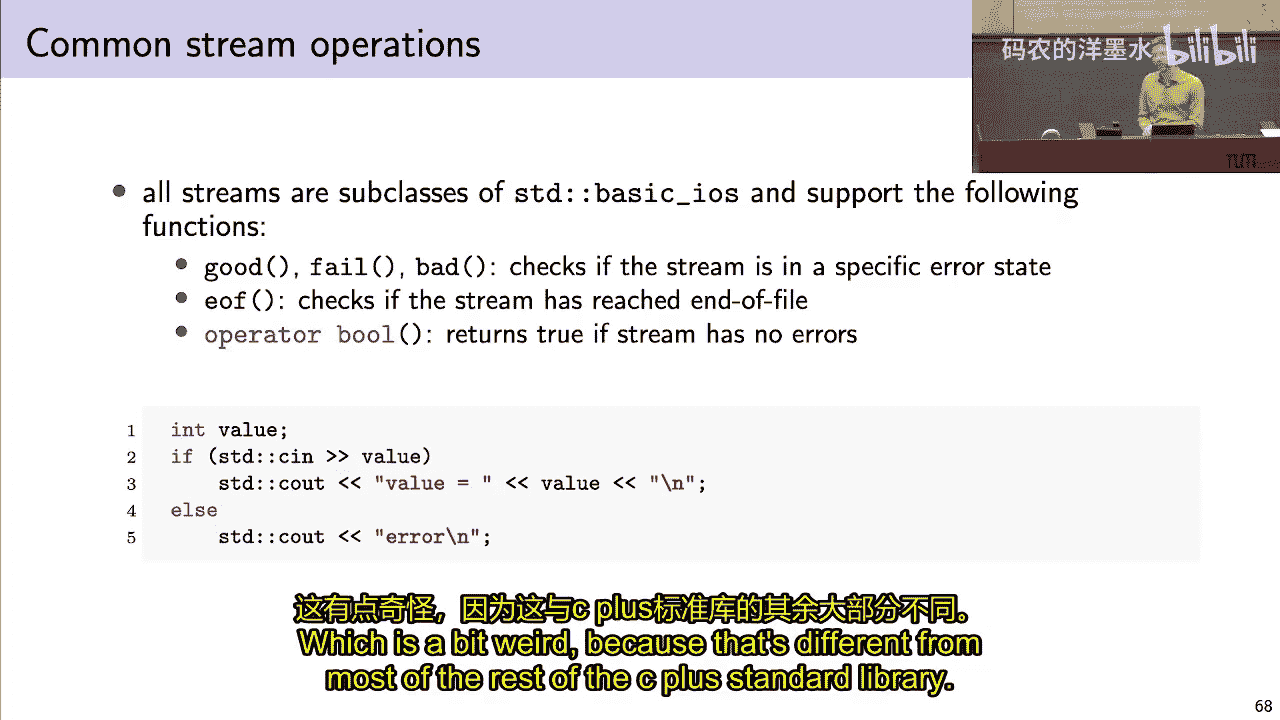 Common stream operations
码农的洋墨水 bilibili
TUM
• all streams are subclasses of std::basic_ios and support the following
functions:
• good(), fail(), bad(): checks if the stream is in a specific error state
• eof(): checks if the stream has reached end-of-file
• operator bool(): returns true if stream has no errors
1 int value;
2 if (std::cin >> value)
3 std::cout << "value = " << value << "\n";
4 else
5 std::cout << "error\n";
这有点奇怪，因为这与c plus标准库的其余大部分不同。
Which is a bit weird, because that's different from
most of the rest of the c plus standard library.
68